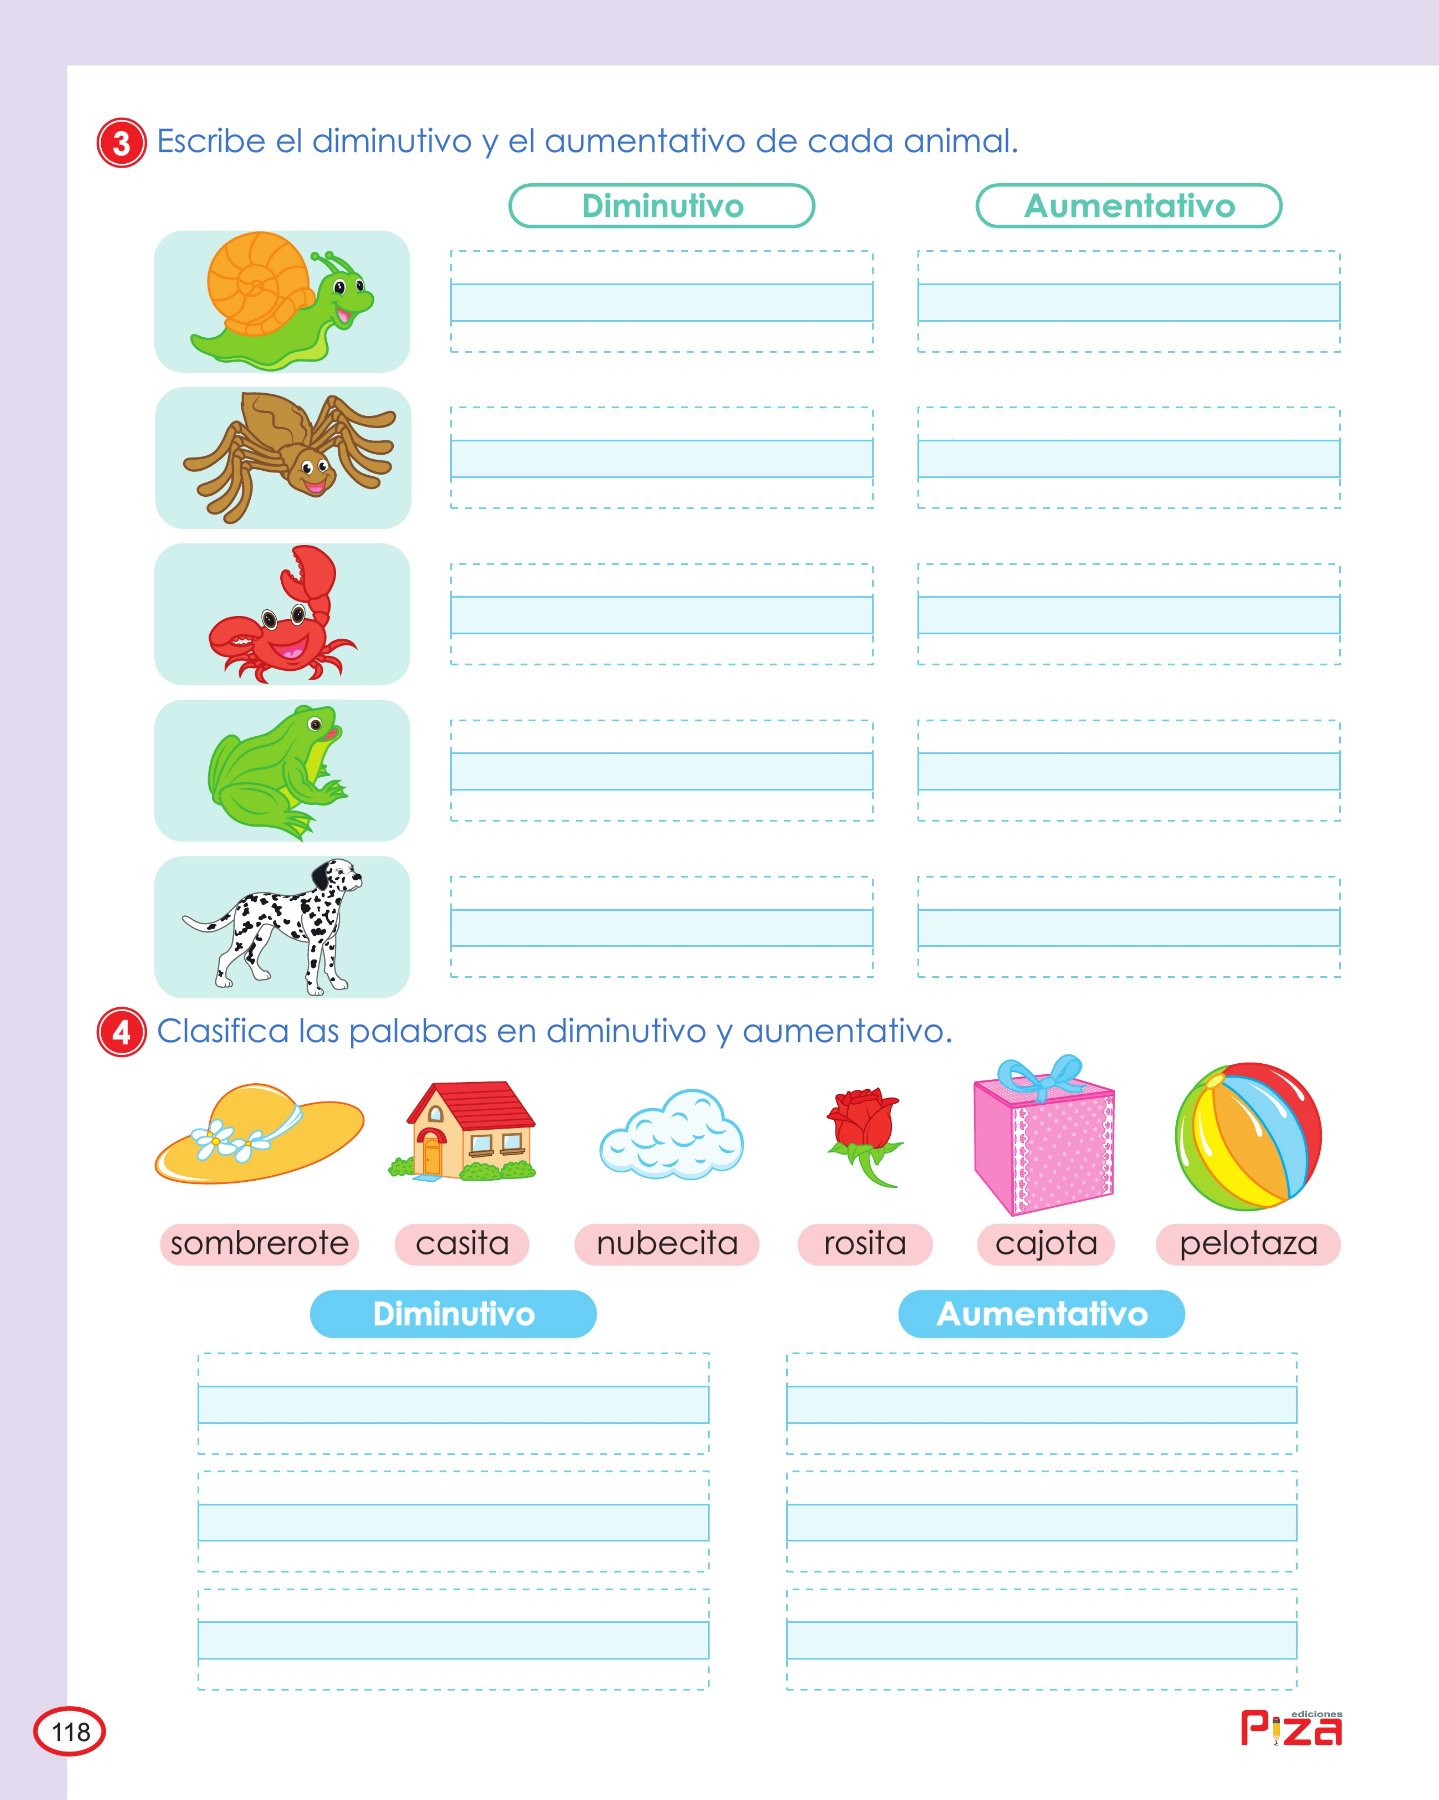 3 Escribe el diminutivo y el aumentativo de cada animal.
Diminutivo Aumentativo
4 Clasifica las palabras en diminutivo y aumentativo.
sombrerote casita nubecita rosita cajota pelotaza
Diminutivo Aumentativo
118
ediciones
Piza